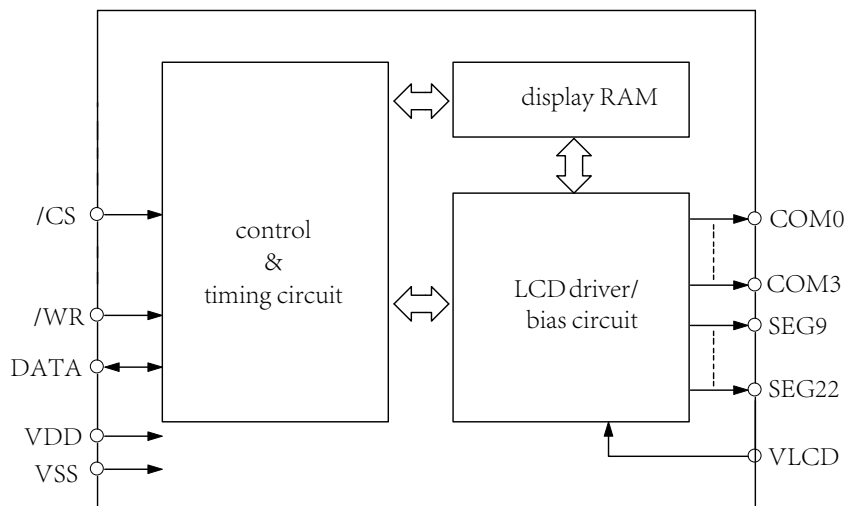 display RAM
/CS
control
&
timing circuit
COM0
COM3
/WR
LCD driver/
bias circuit
SEG9
DATA
SEG22
VDD
VSS
VLCD